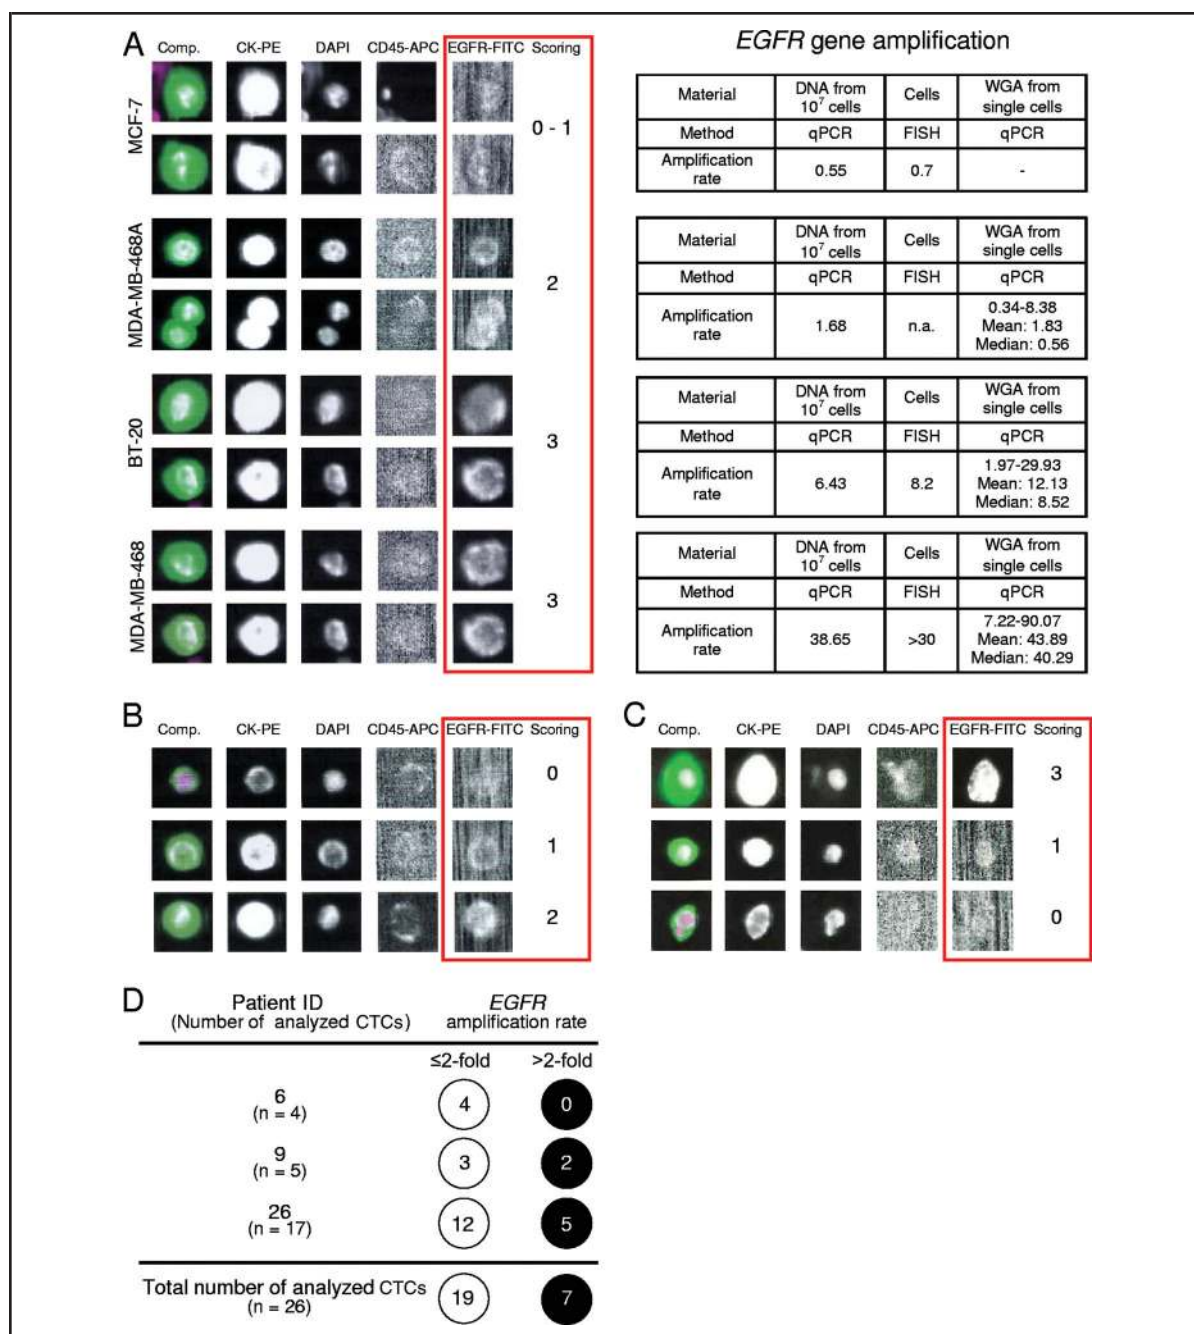 A
Comp. CK-PE DAPI CD45-APC EGFR-FITC Scoring
MCF-7
0 - 1
MDA-MB-468A
2
BT-20
3
MDA-MB-468
3
EGFR gene amplification
Material DNA from 10⁷ cells Cells WGA from single cells
Method qPCR FISH qPCR
Amplification rate 0.55 0.7 -
Material DNA from 10⁷ cells Cells WGA from single cells
Method qPCR FISH qPCR
Amplification rate 1.68 n.a. 0.34-8.38 Mean: 1.83 Median: 0.56
Material DNA from 10⁷ cells Cells WGA from single cells
Method qPCR FISH qPCR
Amplification rate 6.43 8.2 1.97-29.93 Mean: 12.13 Median: 8.52
Material DNA from 10⁷ cells Cells WGA from single cells
Method qPCR FISH qPCR
Amplification rate 38.65 >30 7.22-90.07 Mean: 43.89 Median: 40.29
B
Comp. CK-PE DAPI CD45-APC EGFR-FITC Scoring
0
1
2
C
Comp. CK-PE DAPI CD45-APC EGFR-FITC Scoring
3
1
0
D
Patient ID EGFR
(Number of analyzed CTCs) amplification rate
≤2-fold >2-fold
6
(n = 4) 4 0
9
(n = 5) 3 2
26
(n = 17) 12 5
Total number of analyzed CTCs
(n = 26) 19 7